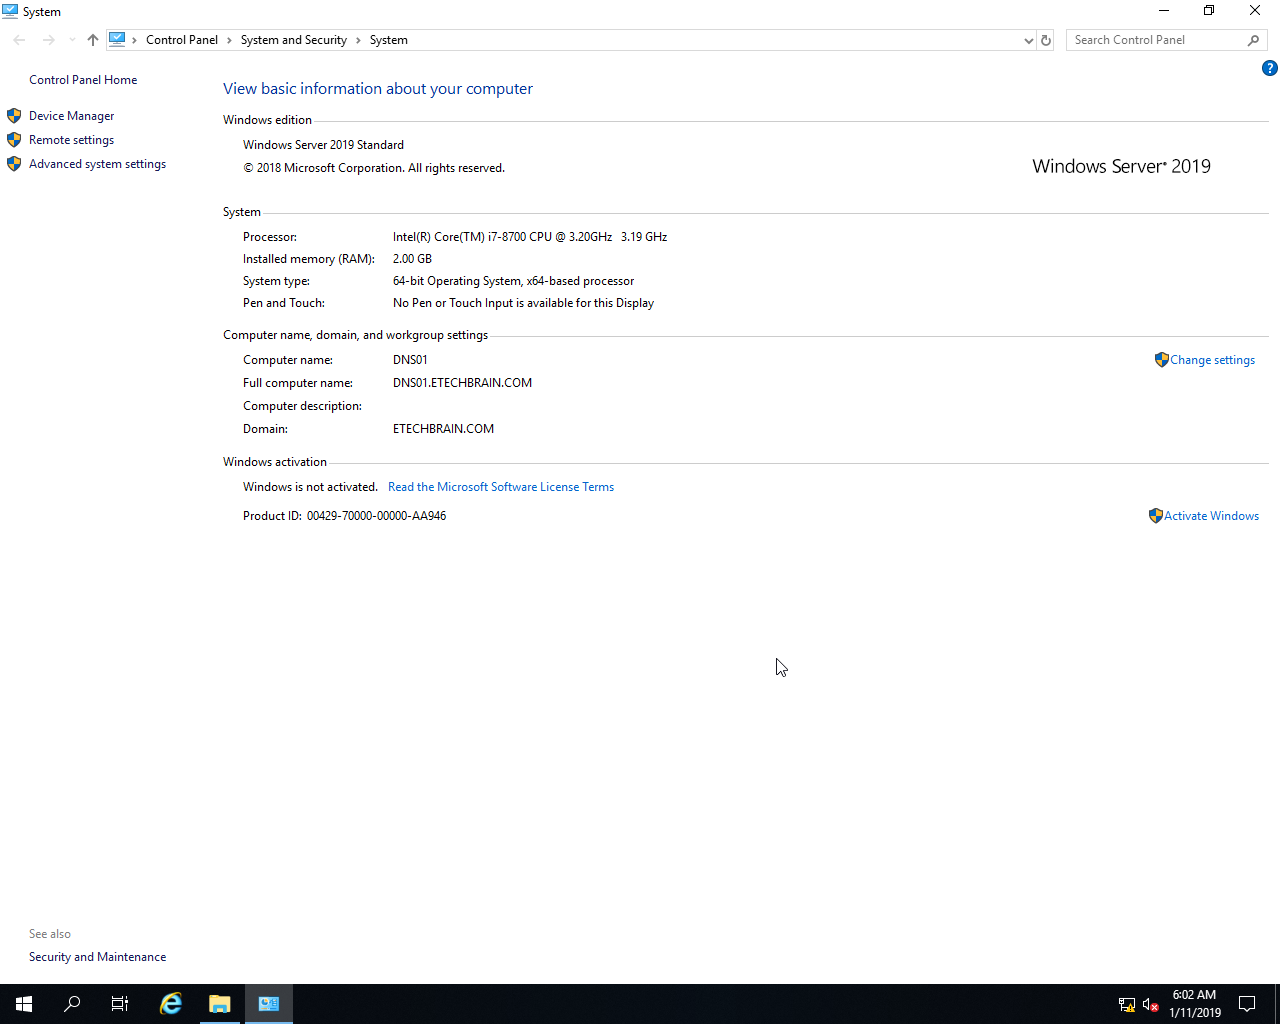 System
Control Panel > System and Security > System
Search Control Panel
Control Panel Home
Device Manager
Remote settings
Advanced system settings
View basic information about your computer
Windows edition
Windows Server 2019 Standard
© 2018 Microsoft Corporation. All rights reserved.
Windows Server® 2019
System
Processor: Intel(R) Core(TM) i7-8700 CPU @ 3.20GHz 3.19 GHz
Installed memory (RAM): 2.00 GB
System type: 64-bit Operating System, x64-based processor
Pen and Touch: No Pen or Touch Input is available for this Display
Computer name, domain, and workgroup settings
Computer name: DNS01
Change settings
Full computer name: DNS01.ETECHBRAIN.COM
Computer description:
Domain: ETECHBRAIN.COM
Windows activation
Windows is not activated. Read the Microsoft Software License Terms
Product ID: 00429-70000-00000-AA946
Activate Windows
See also
Security and Maintenance
6:02 AM
1/11/2019